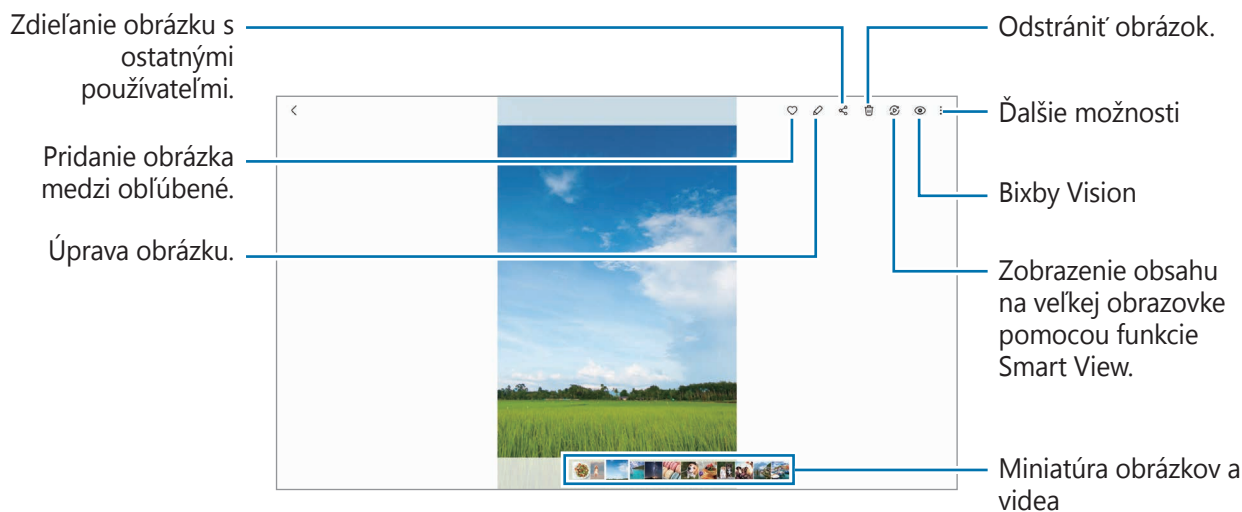 Zdieľanie obrázku s
ostatnými
používateľmi.
Pridanie obrázka
medzi obľúbené.
Úprava obrázku.
Odstrániť obrázok.
Ďalšie možnosti
Bixby Vision
Zobrazenie obsahu
na veľkej obrazovke
pomocou funkcie
Smart View.
Miniatúra obrázkov a
videa